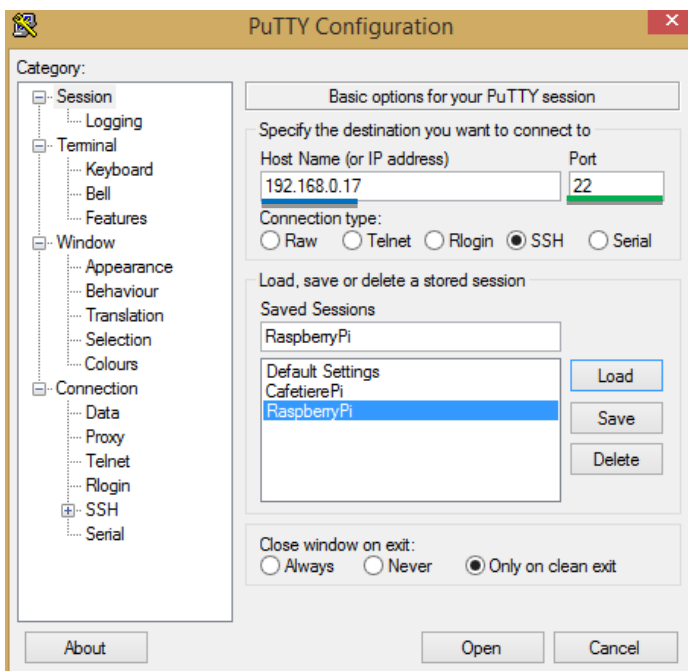 PuTTY Configuration
Category:
Session
Logging
Terminal
Keyboard
Bell
Features
Window
Appearance
Behaviour
Translation
Selection
Colours
Connection
Data
Proxy
Telnet
Rlogin
SSH
Serial
Basic options for your PuTTY session
Specify the destination you want to connect to
Host Name (or IP address) Port
192.168.0.17 22
Connection type:
Raw Telnet Rlogin SSH Serial
Load, save or delete a stored session
Saved Sessions
RaspberryPi
Default Settings
CafetierePi
RaspberryPi
Load
Save
Delete
Close window on exit:
Always Never Only on clean exit
About Open Cancel